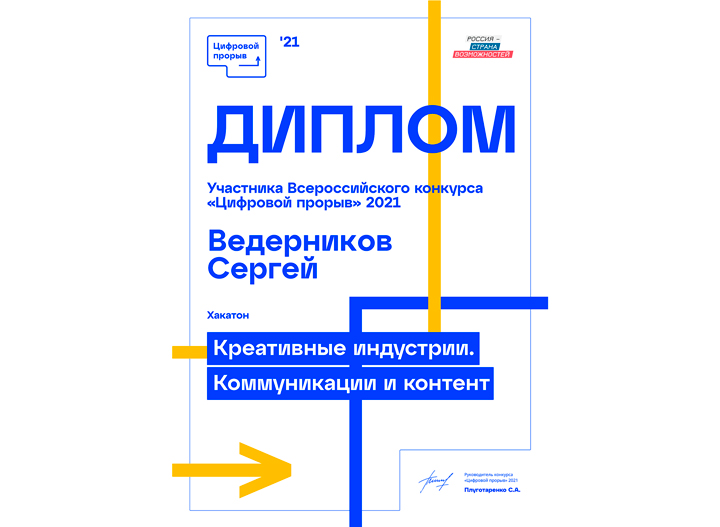 Цифровой
прорыв
'21
РОССИЯ –
СТРАНА
ВОЗМОЖНОСТЕЙ
ДИПЛОМ
Участника Всероссийского конкурса
«Цифровой прорыв» 2021
Ведерников
Сергей
Хакатон
Креативные индустрии.
Коммуникации и контент
Руководитель конкурса
«Цифровой прорыв» 2021
Плуготаренко С.А.